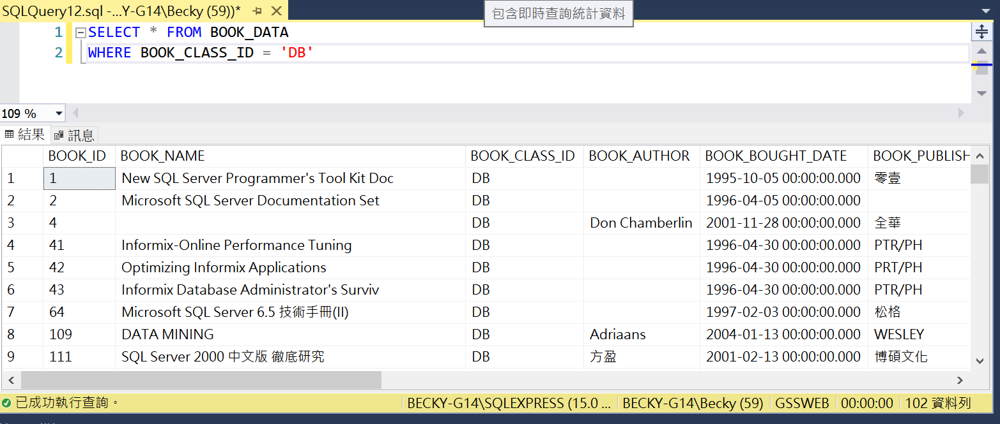 SQLQuery12.sql -...Y-G14\Becky (59))*
包含即時查詢統計資料
1 SELECT * FROM BOOK_DATA
2 WHERE BOOK_CLASS_ID = 'DB'
109 %
結果 訊息
BOOK_ID BOOK_NAME BOOK_CLASS_ID BOOK_AUTHOR BOOK_BOUGHT_DATE BOOK_PUBLISH
1 1 New SQL Server Programmer's Tool Kit Doc DB 1995-10-05 00:00:00.000 零壹
2 2 Microsoft SQL Server Documentation Set DB 1996-04-05 00:00:00.000
3 4 DB Don Chamberlin 2001-11-28 00:00:00.000 全華
4 41 Informix-Online Performance Tuning DB 1996-04-30 00:00:00.000 PTR/PH
5 42 Optimizing Informix Applications DB 1996-04-30 00:00:00.000 PRT/PH
6 43 Informix Database Administrator's Surviv DB 1996-04-30 00:00:00.000 PTR/PH
7 64 Microsoft SQL Server 6.5 技術手冊(II) DB 1997-02-03 00:00:00.000 松格
8 109 DATA MINING DB Adriaans 2004-01-13 00:00:00.000 WESLEY
9 111 SQL Server 2000 中文版 徹底研究 DB 方盈 2001-02-13 00:00:00.000 博碩文化
已成功執行查詢。 BECKY-G14\SQLEXPRESS (15.0 ... BECKY-G14\Becky (59) GSSWEB 00:00:00 102 資料列